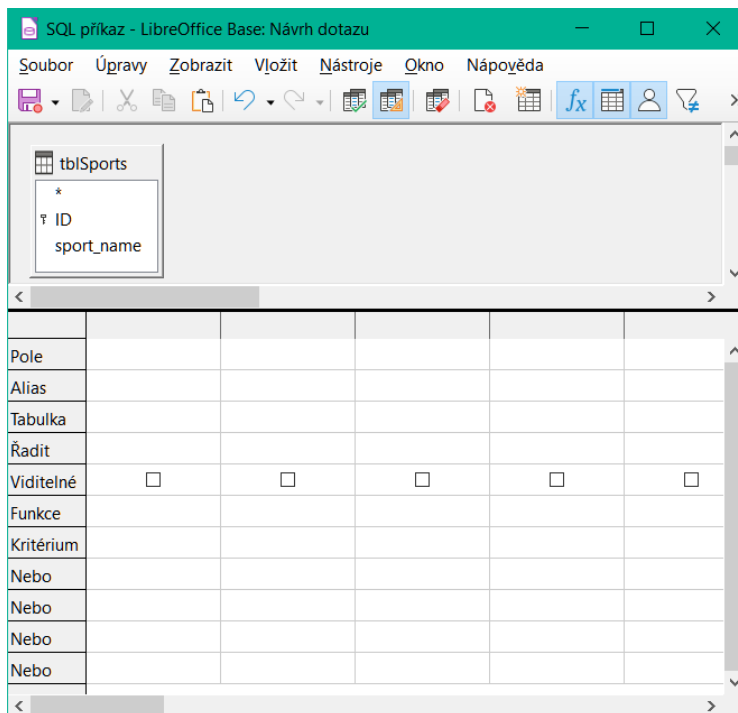 SQL příkaz - LibreOffice Base: Návrh dotazu
Soubor Úpravy Zobrazit Vložit Nástroje Okno Nápověda
fx
tblSports
*
ID
sport_name
Pole
Alias
Tabulka
Řadit
Viditelné
Funkce
Kritérium
Nebo
Nebo
Nebo
Nebo